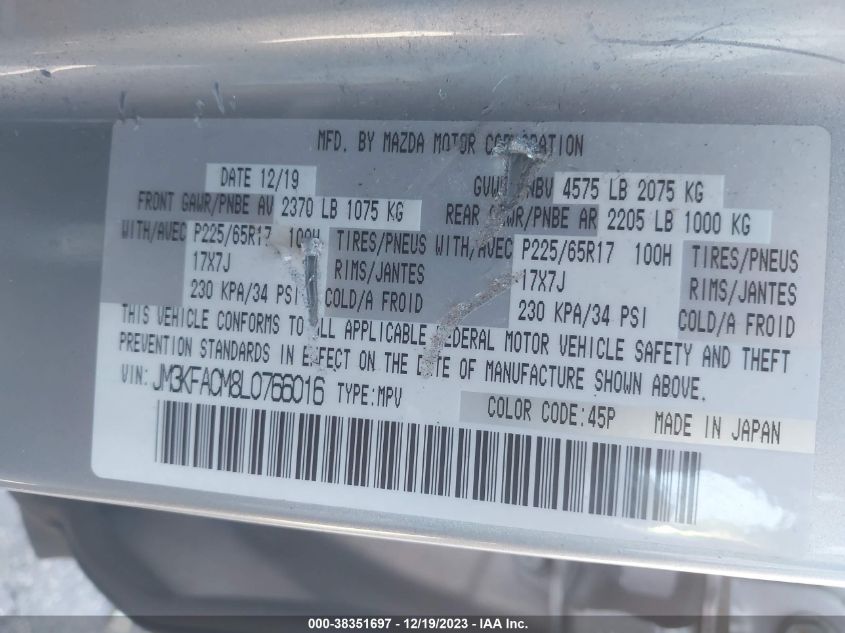 MFD. BY MAZDA MOTOR CORPORATION
DATE 12/19 4575 LB 2075 KG
FRONT GAWR/PNBE AV 2370 LB 1075 KG REAR GAWR/PNBE AR 2205 LB 1000 KG
WITH/AVEC P225/65R17 100H TIRES/PNEUS WITH/AVEC P225/65R17 100H TIRES/PNEUS
17X7J RIMS/JANTES 17X7J RIMS/JANTES
230 KPA/34 PSI COLD/A FROID 230 KPA/34 PSI COLD/A FROID
THIS VEHICLE CONFORMS TO ALL APPLICABLE FEDERAL MOTOR VEHICLE SAFETY AND THEFT
PREVENTION STANDARDS IN EFFECT ON THE DATE OF MANUFACTURE SHOWN ABOVE.
VIN: JM3KFACM8L0766016 TYPE:MPV
COLOR CODE:45P MADE IN JAPAN
000-38351697 - 12/19/2023 - IAA Inc.